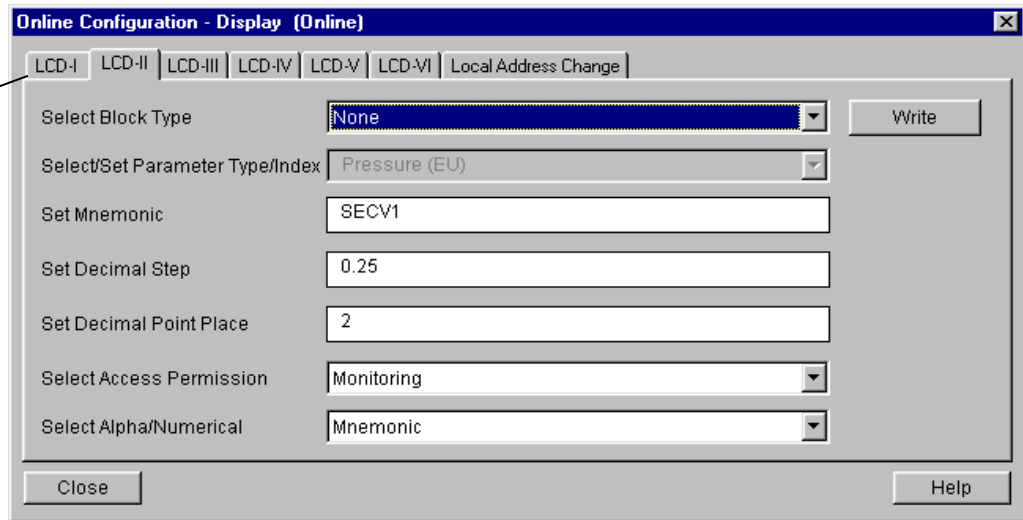 Online Configuration - Display (Online)
LCD-I LCD-II LCD-III LCD-IV LCD-V LCD-VI Local Address Change
Select Block Type None Write
Select/Set Parameter Type/Index Pressure (EU)
Set Mnemonic SECV1
Set Decimal Step 0.25
Set Decimal Point Place 2
Select Access Permission Monitoring
Select Alpha/Numerical Mnemonic
Close Help